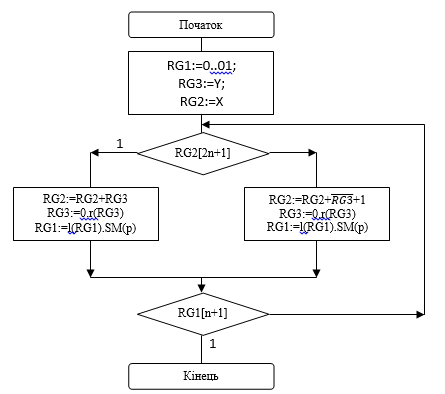 Початок
RG1:=0..01;
RG3:=Y;
RG2:=X
RG2[2n+1]
1
RG2:=RG2+RG3
RG3:=0.r(RG3)
RG1:=l(RG1).SM(p)
RG2:=RG2+R̅G̅3̅+1
RG3:=0.r(RG3)
RG1:=l(RG1).SM(p)
RG1[n+1]
1
Кінець